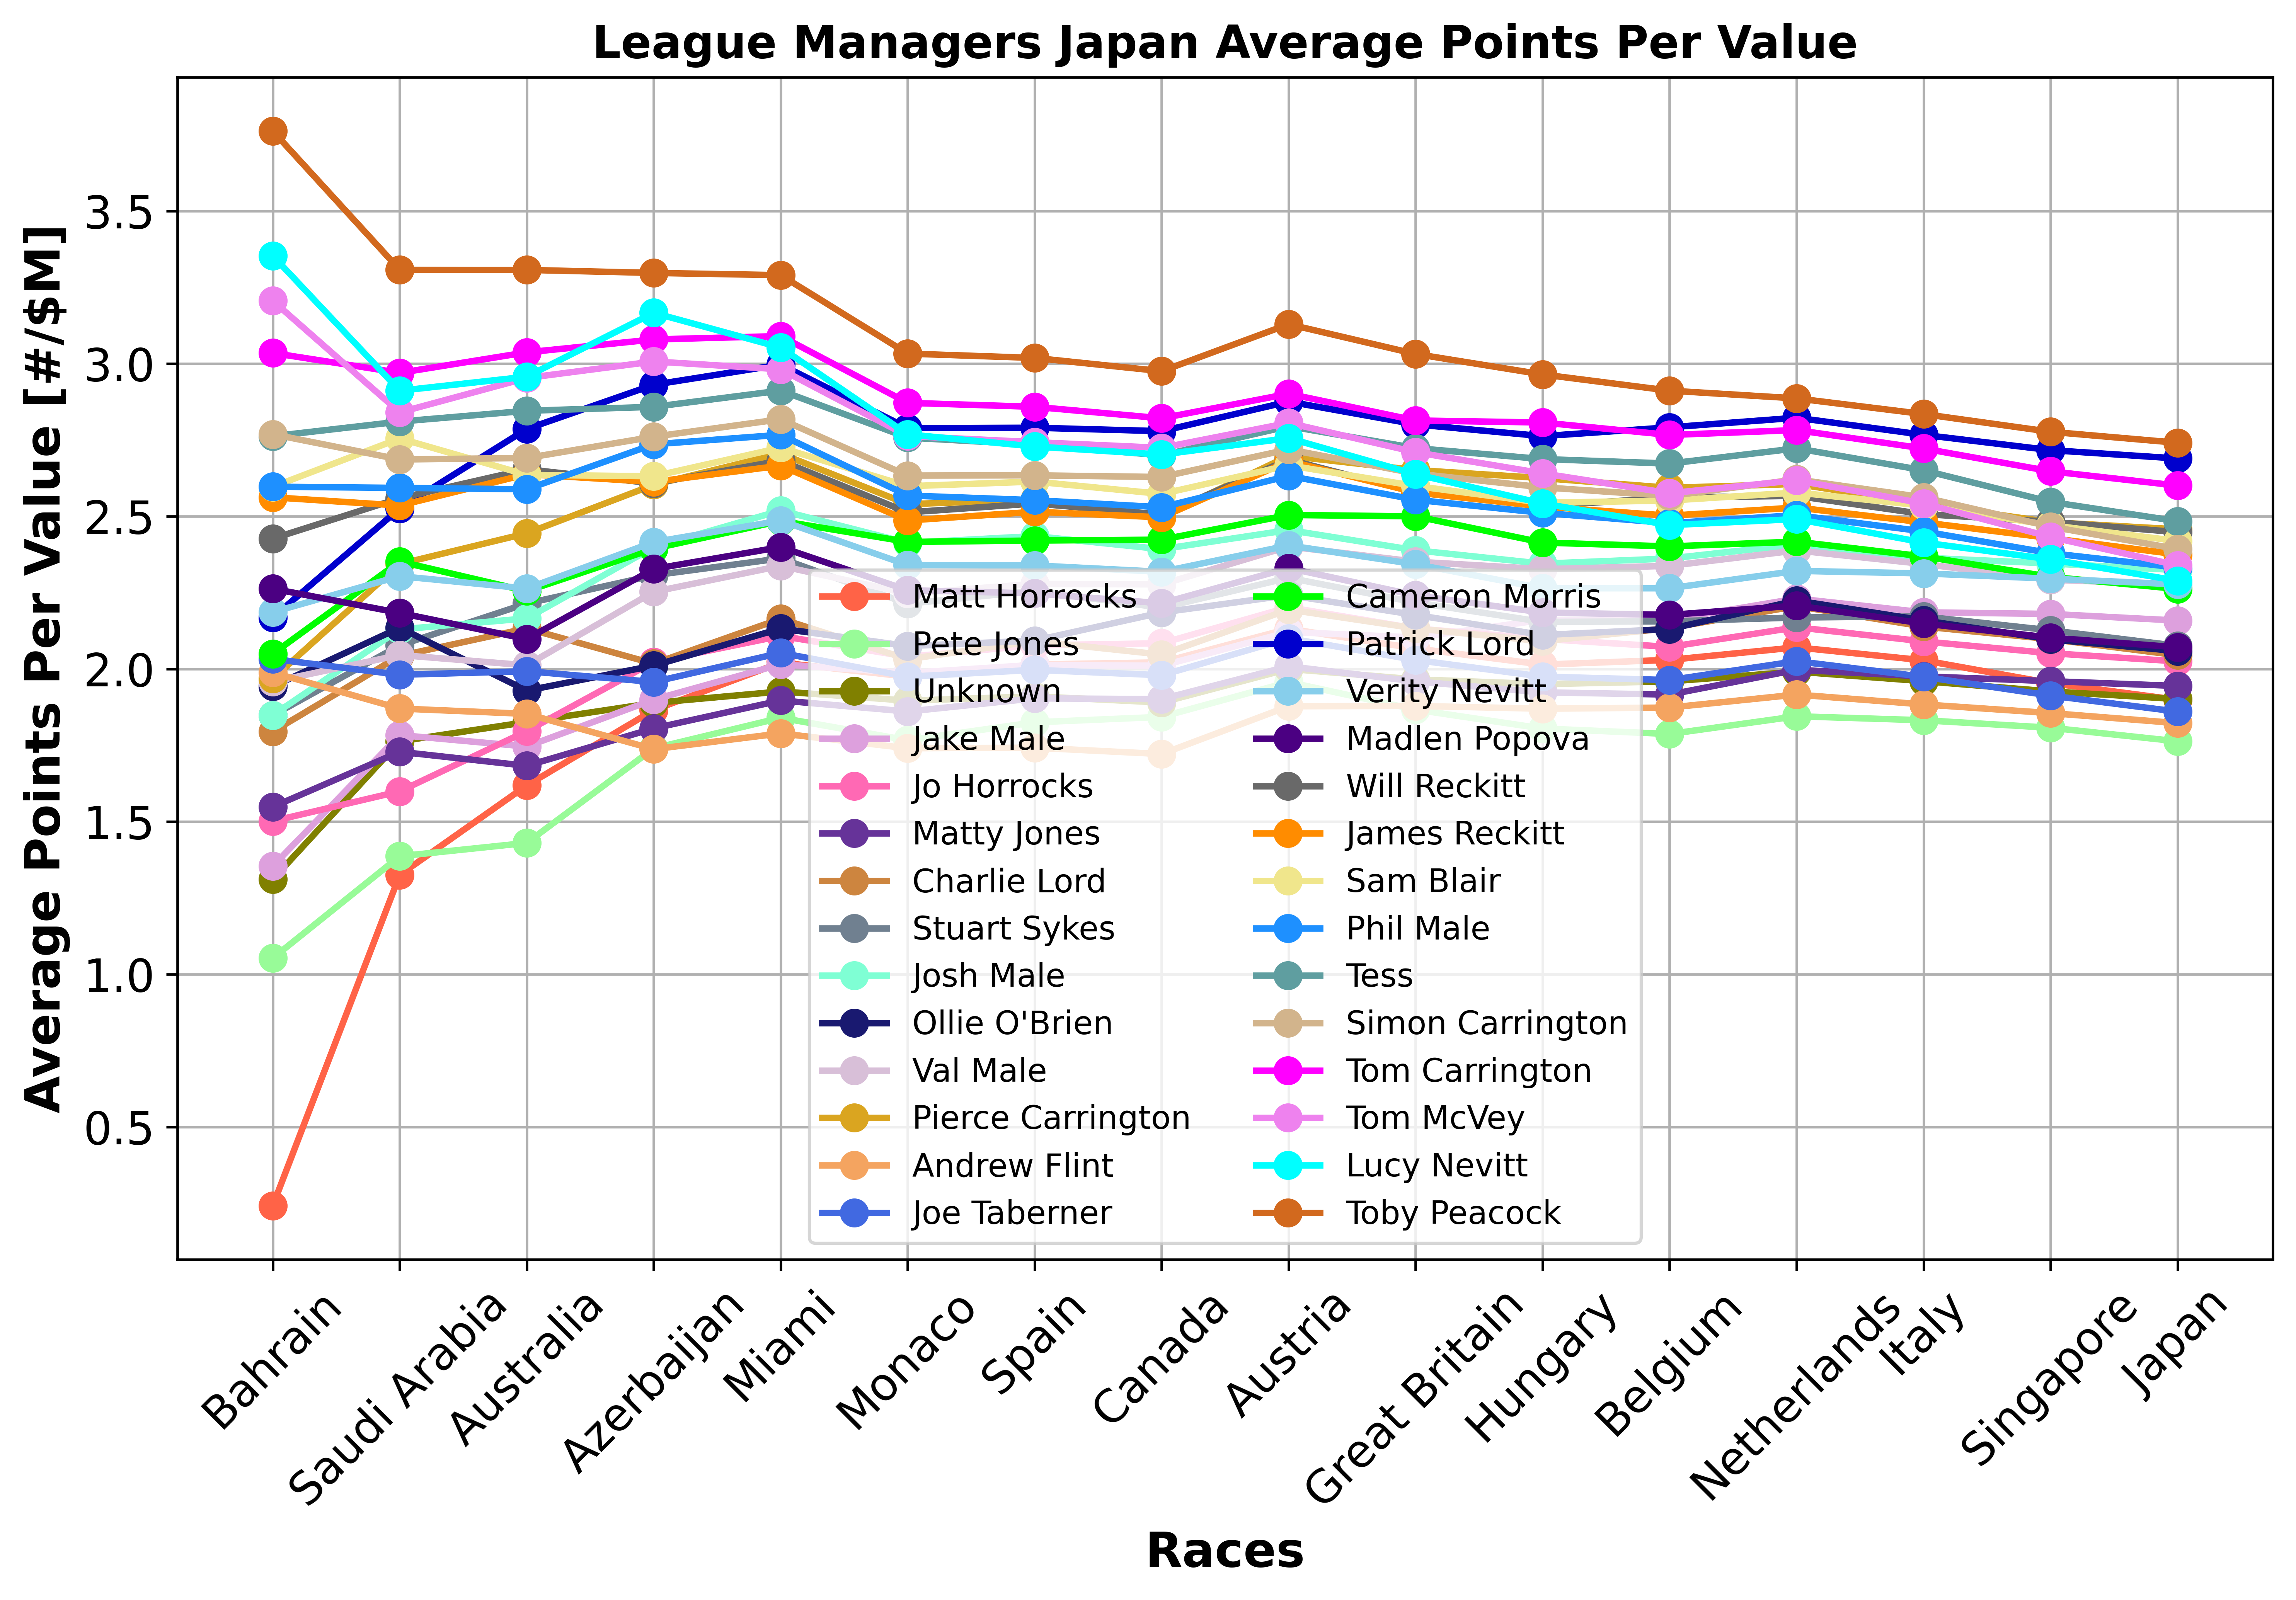 League Managers Japan Average Points Per Value
Average Points Per Value [#/$M]
3.5
3.0
2.5
2.0
1.5
1.0
0.5
Matt Horrocks
Pete Jones
Unknown
Jake Male
Jo Horrocks
Matty Jones
Charlie Lord
Stuart Sykes
Josh Male
Ollie O'Brien
Val Male
Pierce Carrington
Andrew Flint
Joe Taberner
Cameron Morris
Patrick Lord
Verity Nevitt
Madlen Popova
Will Reckitt
James Reckitt
Sam Blair
Phil Male
Tess
Simon Carrington
Tom Carrington
Tom McVey
Lucy Nevitt
Toby Peacock
Bahrain
Saudi Arabia
Australia
Azerbaijan
Miami
Monaco
Spain
Canada
Austria
Great Britain
Hungary
Belgium
Netherlands
Italy
Singapore
Japan
Races